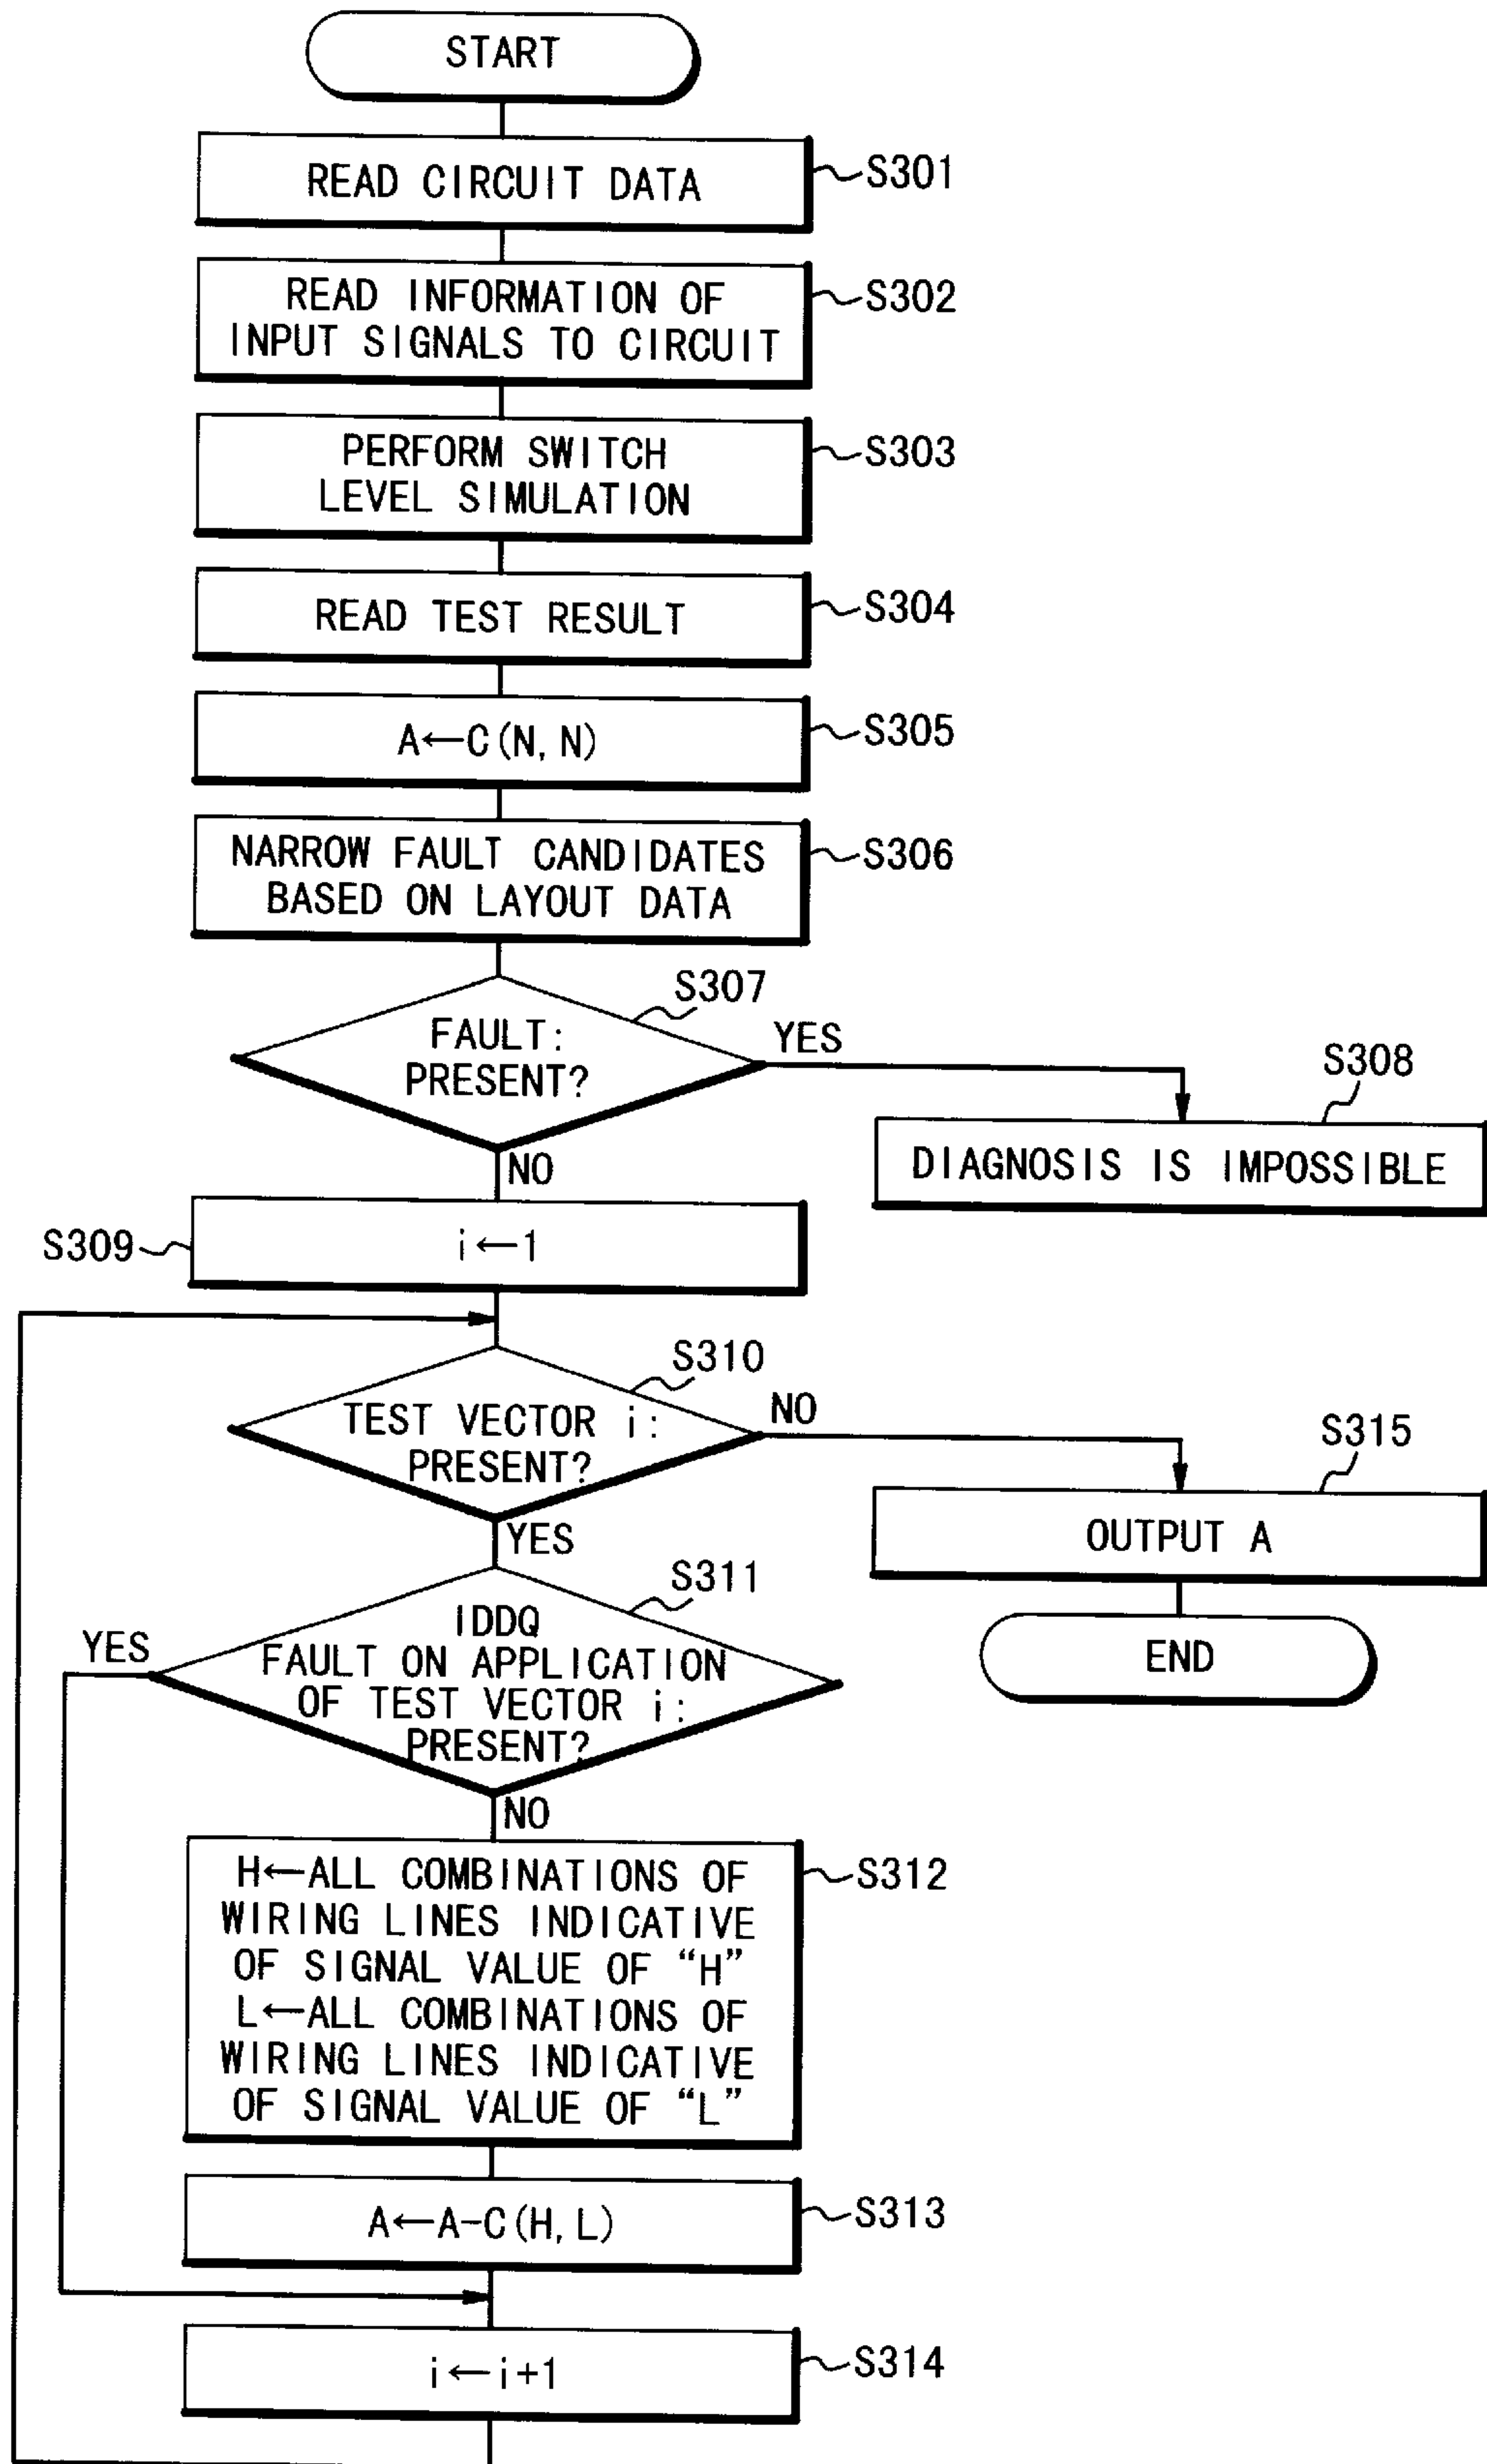 START
READ CIRCUIT DATA
S301
READ INFORMATION OF
INPUT SIGNALS TO CIRCUIT
S302
PERFORM SWITCH
LEVEL SIMULATION
S303
READ TEST RESULT
S304
A←C(N,N)
S305
NARROW FAULT CANDIDATES
BASED ON LAYOUT DATA
S306
S307
FAULT:
PRESENT?
YES
NO
S308
DIAGNOSIS IS IMPOSSIBLE
S309
i←1
S310
TEST VECTOR i:
PRESENT?
NO
YES
S315
OUTPUT A
END
S311
IDDQ
FAULT ON APPLICATION
OF TEST VECTOR i:
PRESENT?
YES
NO
H←ALL COMBINATIONS OF
WIRING LINES INDICATIVE
OF SIGNAL VALUE OF “H”
L←ALL COMBINATIONS OF
WIRING LINES INDICATIVE
OF SIGNAL VALUE OF “L”
S312
A←A-C(H,L)
S313
i←i+1
S314